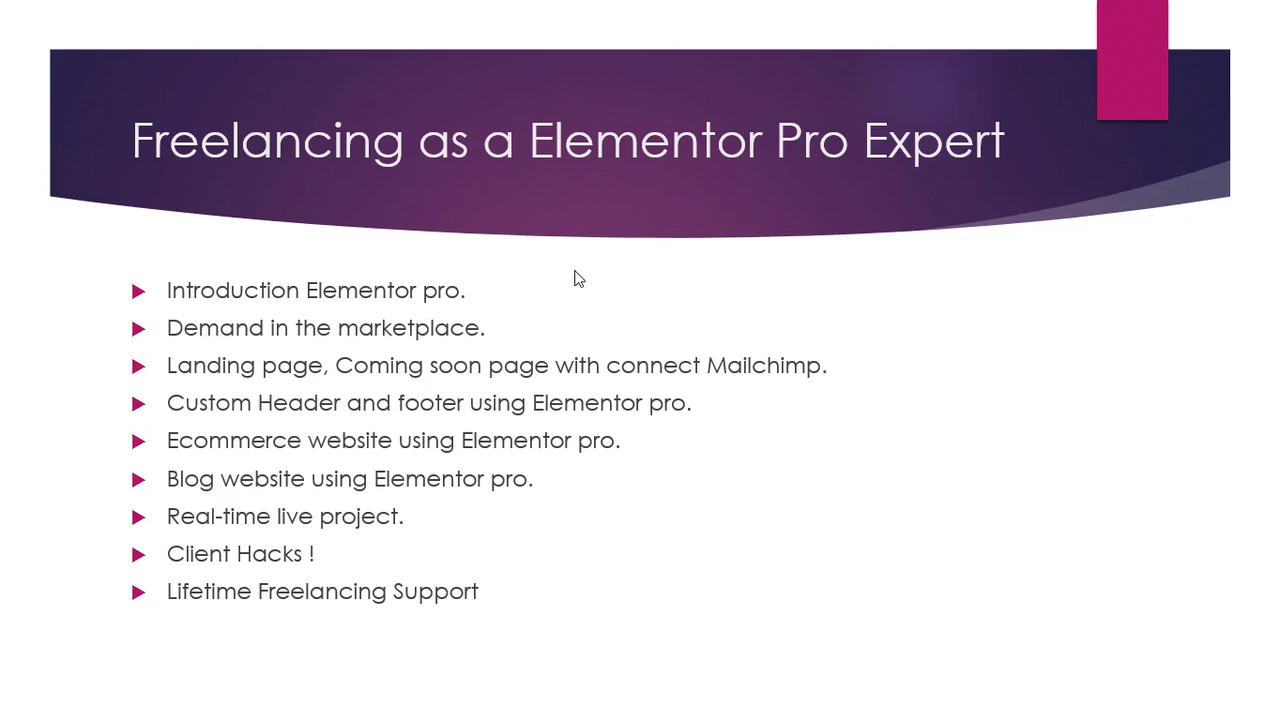 Freelancing as a Elementor Pro Expert
Introduction Elementor pro.
Demand in the marketplace.
Landing page, Coming soon page with connect Mailchimp.
Custom Header and footer using Elementor pro.
Ecommerce website using Elementor pro.
Blog website using Elementor pro.
Real-time live project.
Client Hacks !
Lifetime Freelancing Support